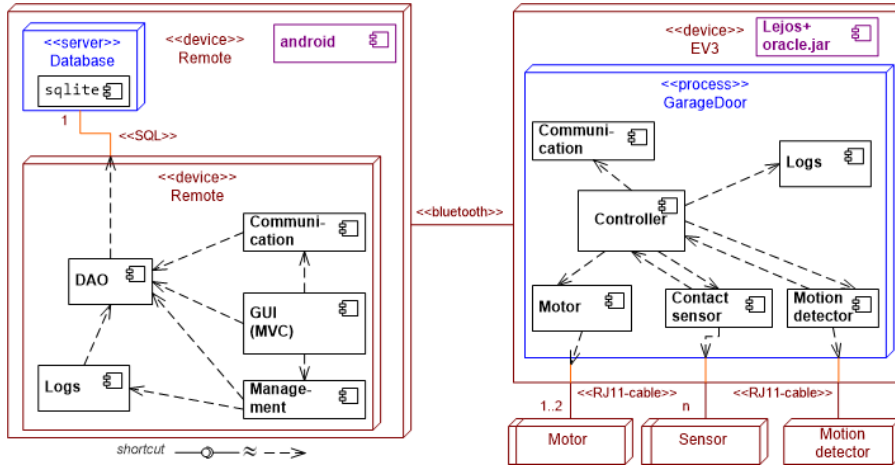 <<server>>
Database
sqlite
1
<<SQL>>
<<device>>
Remote
android
<<device>>
Remote
Communi-
cation
DAO
GUI
(MVC)
Logs
Manage-
ment
shortcut
≈
<<bluetooth>>
<<device>>
EV3
Lejos+
oracle.jar
<<process>>
GarageDoor
Communi-
cation
Logs
Controller
Motor
Contact
sensor
Motion
detector
<<RJ11-cable>>
<<RJ11-cable>>
1..2
n
Motor
Sensor
Motion
detector